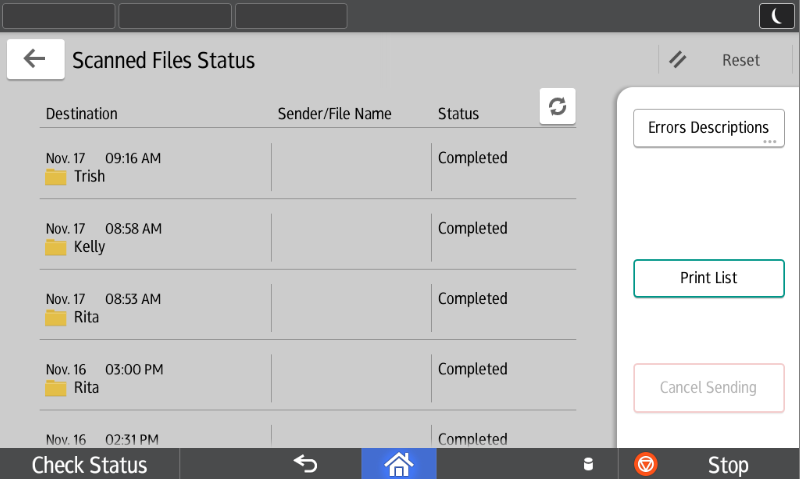 Scanned Files Status
Reset
Destination Sender/File Name Status
Errors Descriptions
Nov. 17 09:16 AM Completed
Trish
Nov. 17 08:58 AM Completed
Kelly
Nov. 17 08:53 AM Completed
Rita
Print List
Nov. 16 03:00 PM Completed
Rita
Cancel Sending
Nov. 16 02:31 PM Completed
Check Status
Stop